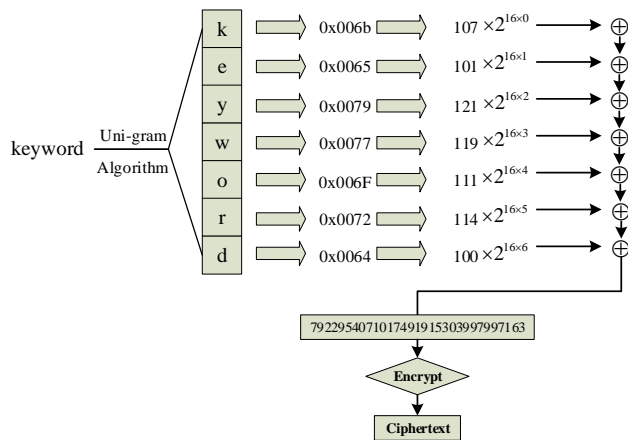 k 0x006b 107 ×2^16×0 ⊕
e 0x0065 101 ×2^16×1 ⊕
y 0x0079 121 ×2^16×2 ⊕
Uni-gram
w 0x0077 119 ×2^16×3 ⊕
keyword
Algorithm
o 0x006F 111 ×2^16×4 ⊕
r 0x0072 114 ×2^16×5 ⊕
d 0x0064 100 ×2^16×6 ⊕
7922954071017491915303997997163
Encrypt
Ciphertext